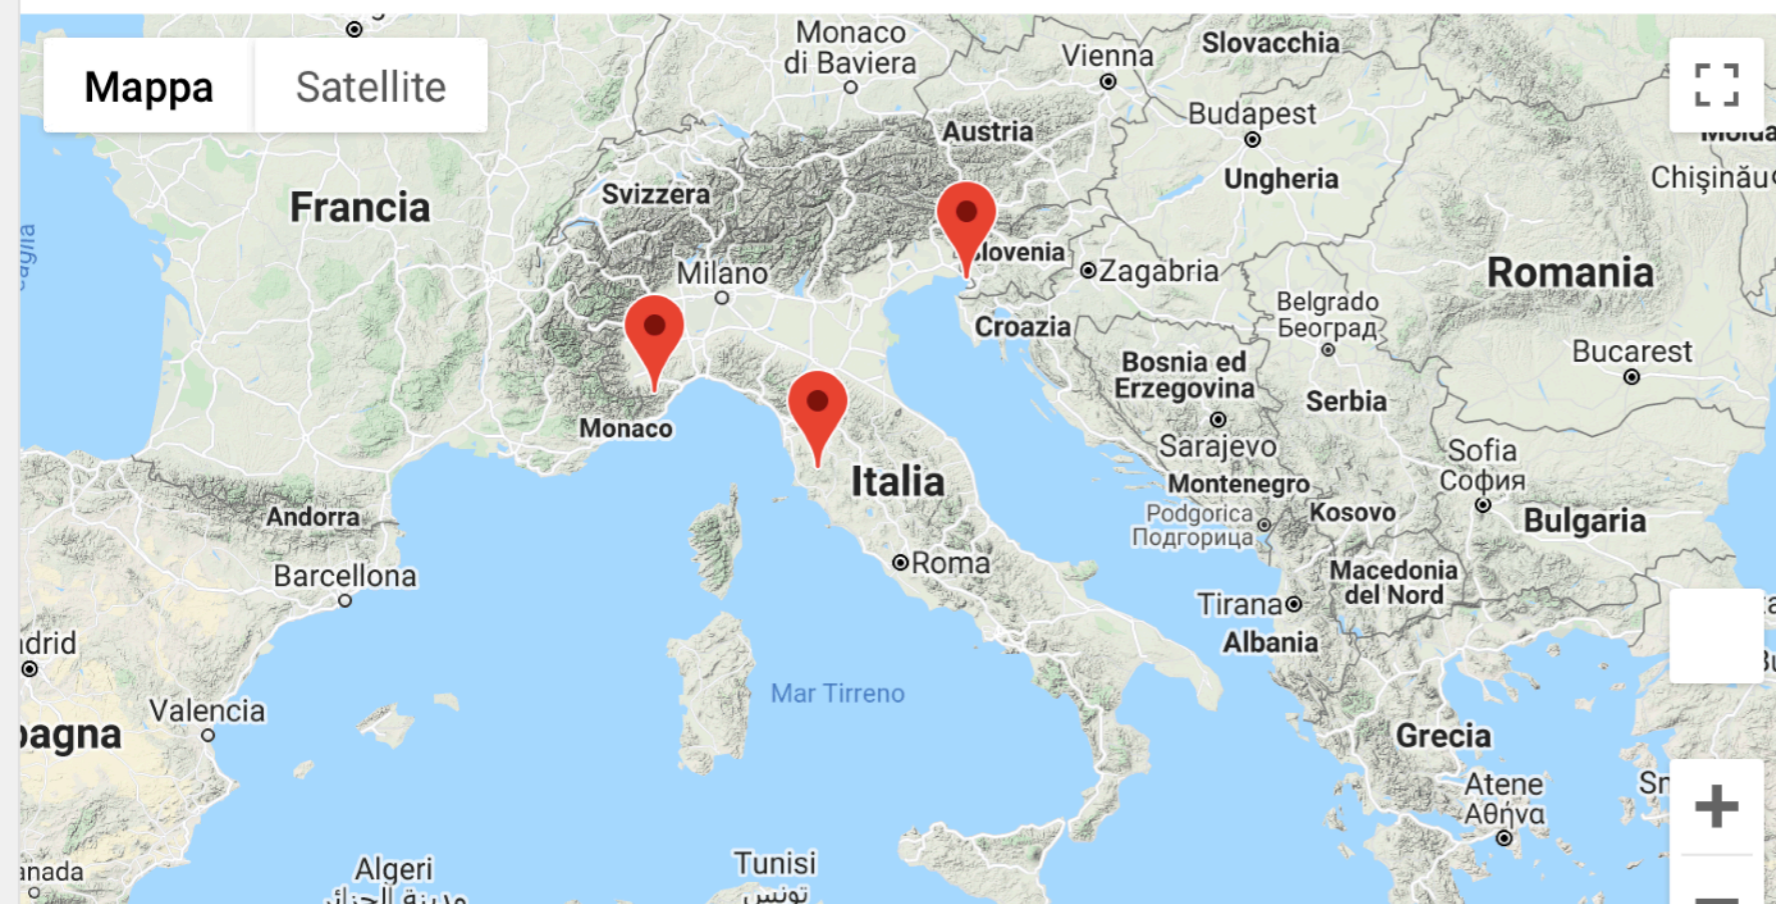 Mappa
Satellite
Monaco
di Baviera
Vienna
Slovacchia
Budapest
Austria
Chişinău
Ungheria
Svizzera
Francia
Slovenia
Zagabria
Milano
Romania
Belgrado
Београд
Croazia
Bucarest
Bosnia ed
Erzegovina
Serbia
Monaco
Sarajevo
Sofia
София
Italia
Montenegro
Podgorica
Подгорица
Kosovo
Bulgaria
Andorra
Roma
Barcellona
Macedonia
del Nord
Tirana
Albania
Mar Tirreno
Valencia
Grecia
Atene
Αθήνα
Tunisi
تونس
Algeri